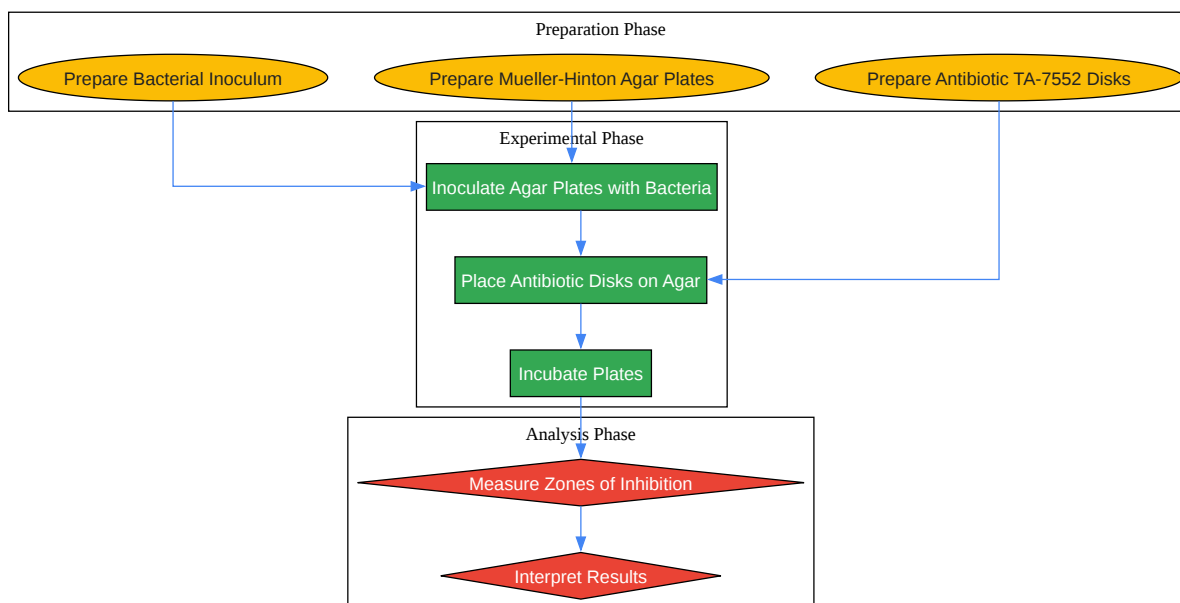 Preparation Phase
Prepare Bacterial Inoculum
Prepare Mueller-Hinton Agar Plates
Prepare Antibiotic TA-7552 Disks
Experimental Phase
Inoculate Agar Plates with Bacteria
Place Antibiotic Disks on Agar
Incubate Plates
Analysis Phase
Measure Zones of Inhibition
Interpret Results